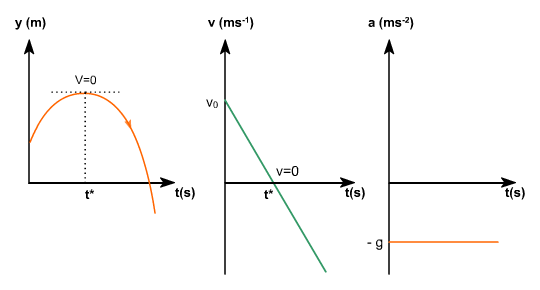 y (m)
V=0
t*
t(s)
v (ms⁻¹)
v₀
v=0
t*
t(s)
a (ms⁻²)
t(s)
- g